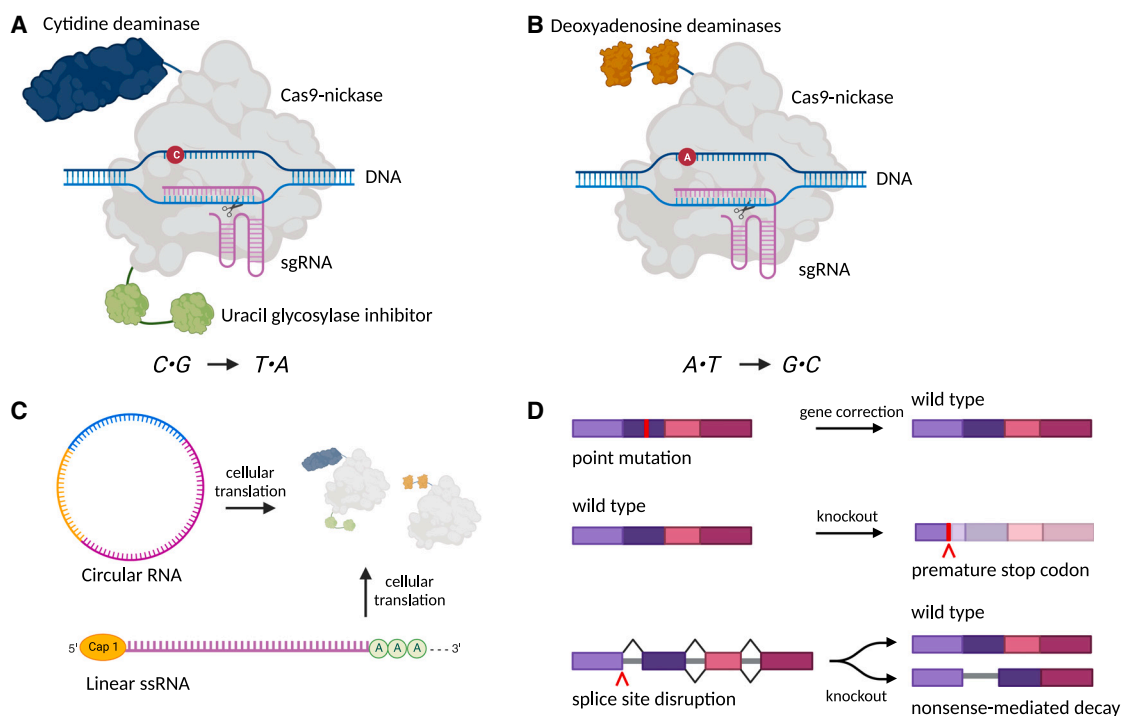 A
Cytidine deaminase
Cas9-nickase
C
DNA
sgRNA
Uracil glycosylase inhibitor
C•G → T•A
B
Deoxyadenosine deaminases
Cas9-nickase
A
DNA
sgRNA
A•T → G•C
C
cellular
translation
Circular RNA
cellular
translation
5' Cap 1 A A A ---3'
Linear ssRNA
D
point mutation
gene correction
wild type
wild type
knockout
premature stop codon
splice site disruption
knockout
wild type
nonsense-mediated decay